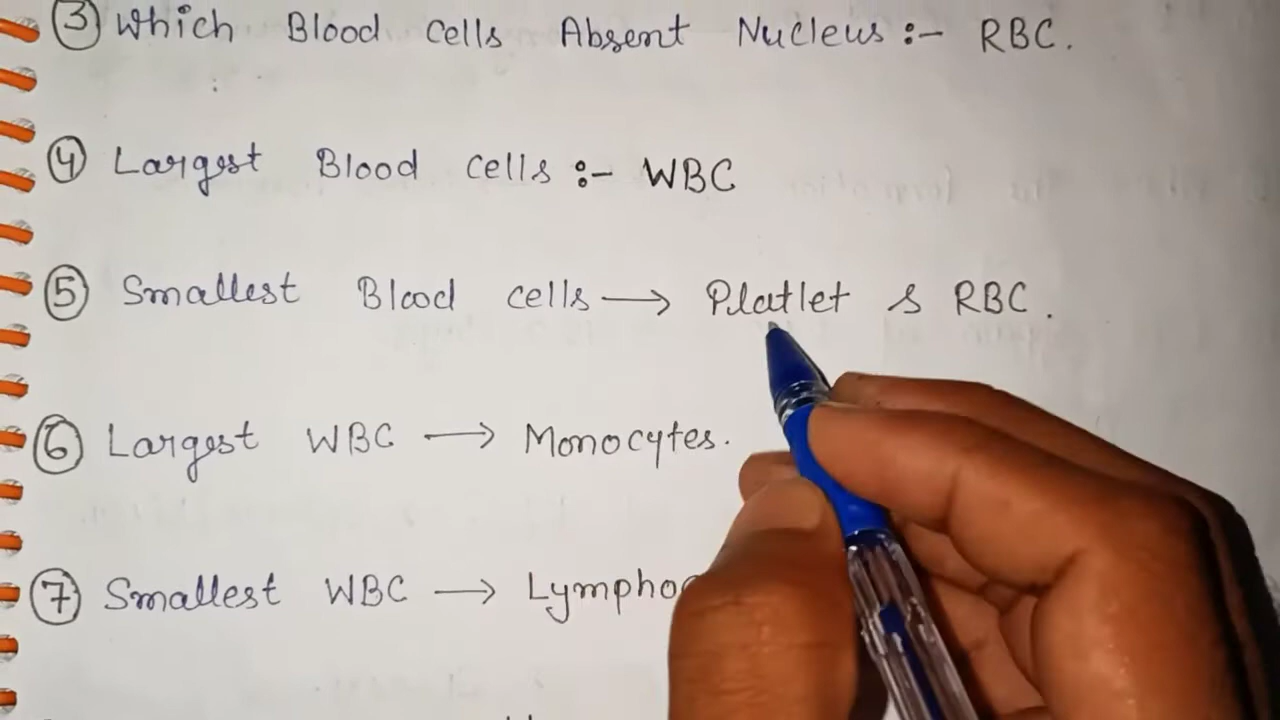 ③ Which Blood Cells Absent Nucleus :- RBC.
④ Largest Blood cells :- WBC
⑤ Smallest Blood cells → Platlet & RBC.
⑥ Largest WBC → Monocytes.
⑦ Smallest WBC → Lympho